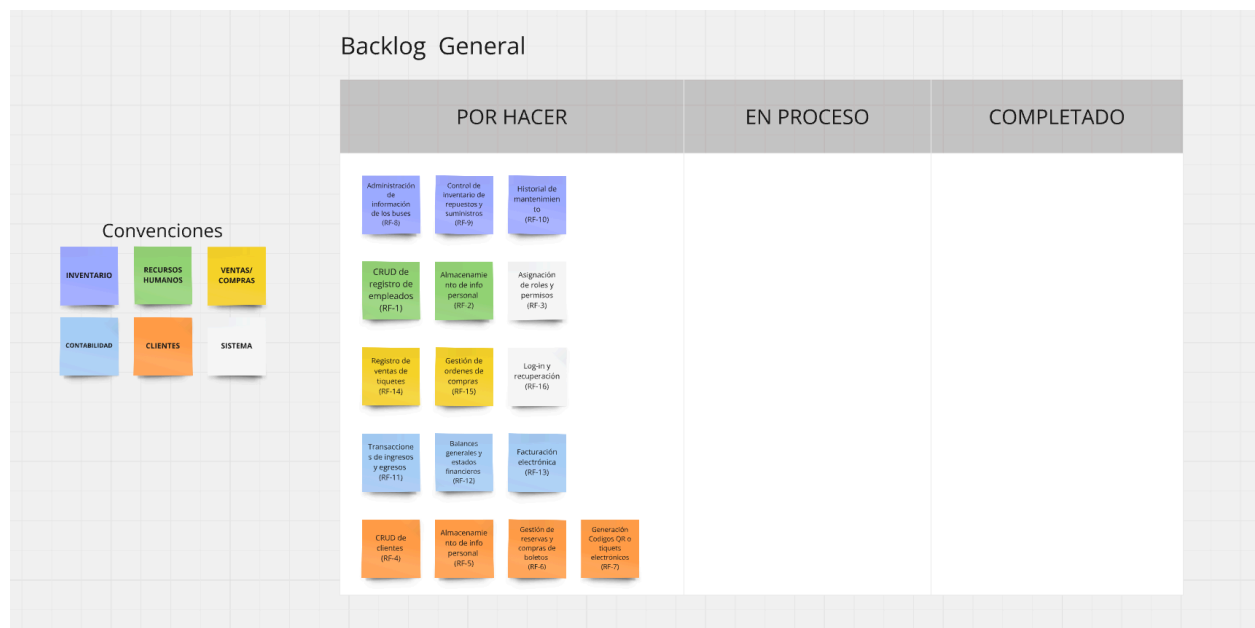 Backlog General
POR HACER
EN PROCESO
COMPLETADO
Convenciones
INVENTARIO
RECURSOS
HUMANOS
VENTAS/
COMPRAS
CONTABILIDAD
CLIENTES
SISTEMA
Administración
de
información
de los buses
(RF-8)
Control de
inventario de
repuestos y
suministros
(RF-9)
Historial de
mantenimien
to
(RF-10)
CRUD de
registro de
empleados
(RF-1)
Almacenamie
nto de info
personal
(RF-2)
Asignación
de roles y
permisos
(RF-3)
Registro de
ventas de
tiquetes
(RF-14)
Gestión de
ordenes de
compras
(RF-15)
Log-in y
recuperación
(RF-16)
Transaccione
s de ingresos
y egresos
(RF-11)
Balances
generales y
estados
financieros
(RF-12)
Facturación
electrónica
(RF-13)
CRUD de
clientes
(RF-4)
Almacenamie
nto de info
personal
(RF-5)
Gestión de
reservas y
compras de
boletos
(RF-6)
Generación
Codigos QR o
tiquets
electrónicos
(RF-7)